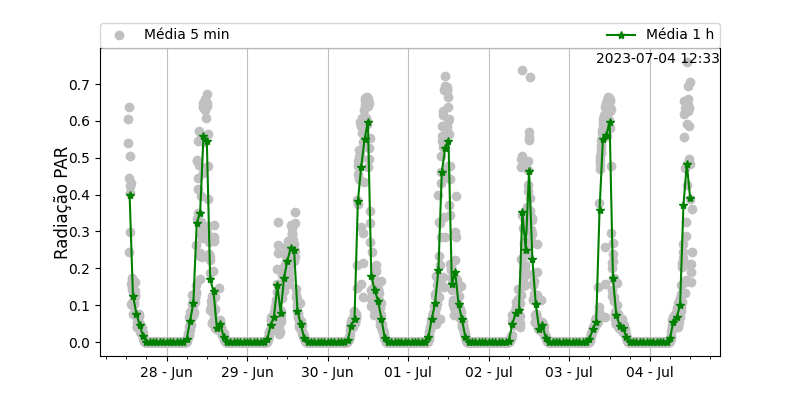 Média 5 min
Média 1 h
2023-07-04 12:33
Radiação PAR
0.7
0.6
0.5
0.4
0.3
0.2
0.1
0.0
28 - Jun
29 - Jun
30 - Jun
01 - Jul
02 - Jul
03 - Jul
04 - Jul